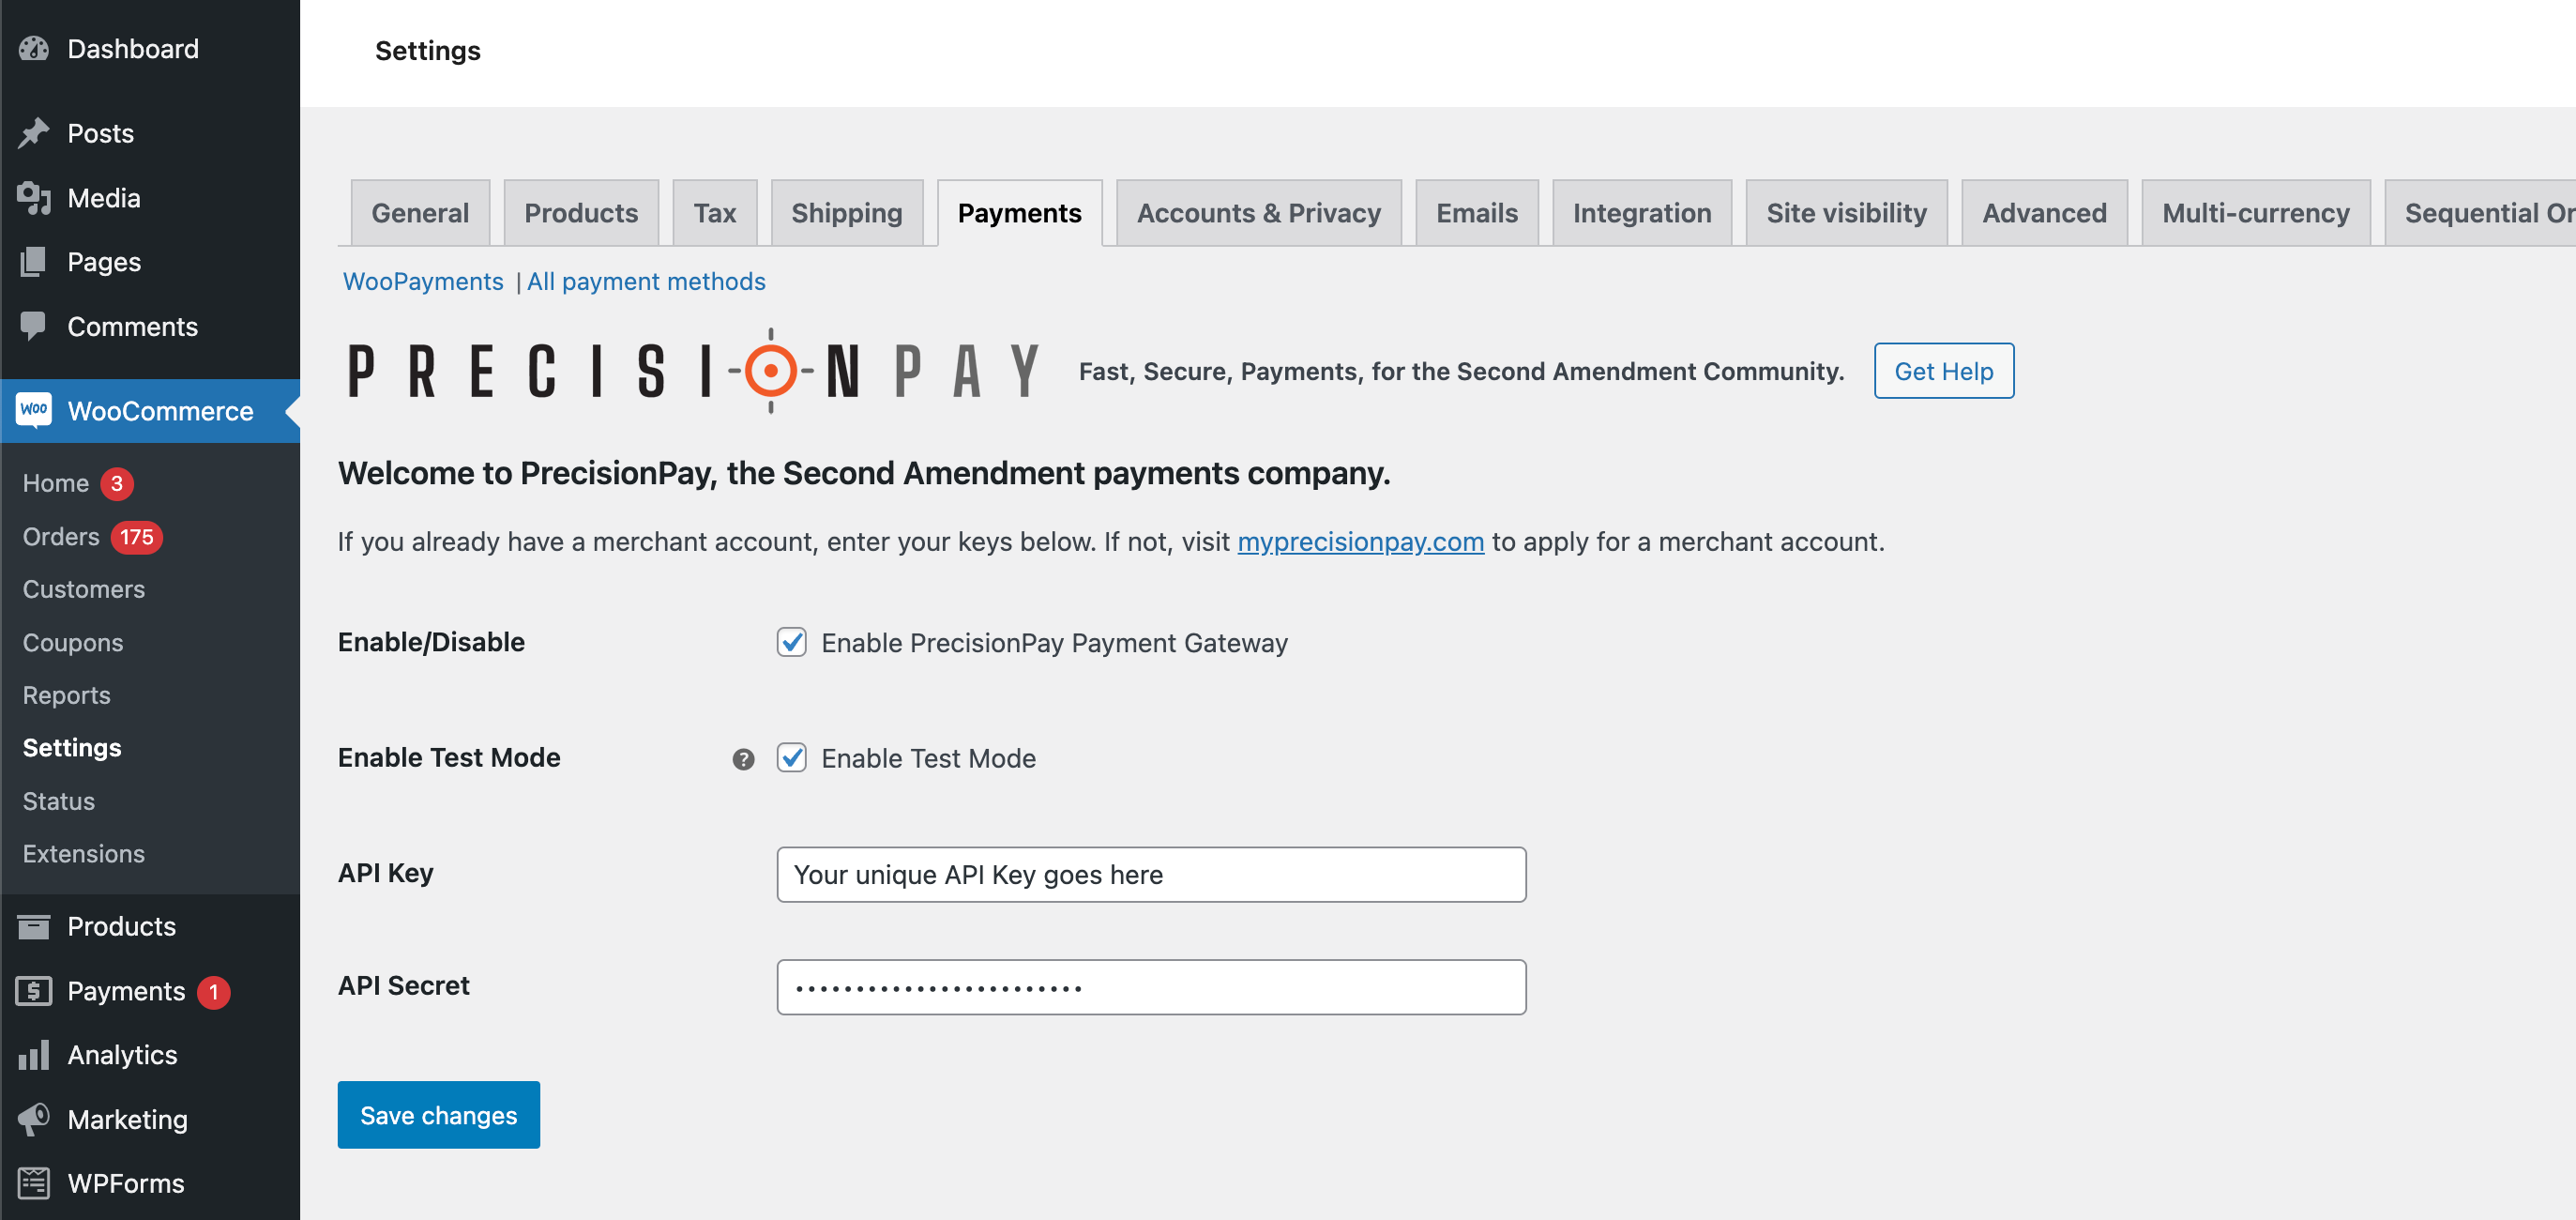 Dashboard
Posts
Media
Pages
Comments
Woo WooCommerce
Home 3
Orders 175
Customers
Coupons
Reports
Settings
Status
Extensions
Products
Payments 1
Analytics
Marketing
WPForms
Settings
General Products Tax Shipping Payments Accounts & Privacy Emails Integration Site visibility Advanced Multi-currency Sequential Or
WooPayments | All payment methods
PRECISIONPAY Fast, Secure, Payments, for the Second Amendment Community. Get Help
Welcome to PrecisionPay, the Second Amendment payments company.
If you already have a merchant account, enter your keys below. If not, visit myprecisionpay.com to apply for a merchant account.
Enable/Disable Enable PrecisionPay Payment Gateway
Enable Test Mode ? Enable Test Mode
API Key Your unique API Key goes here
API Secret ••••••••••••••••••••••••
Save changes